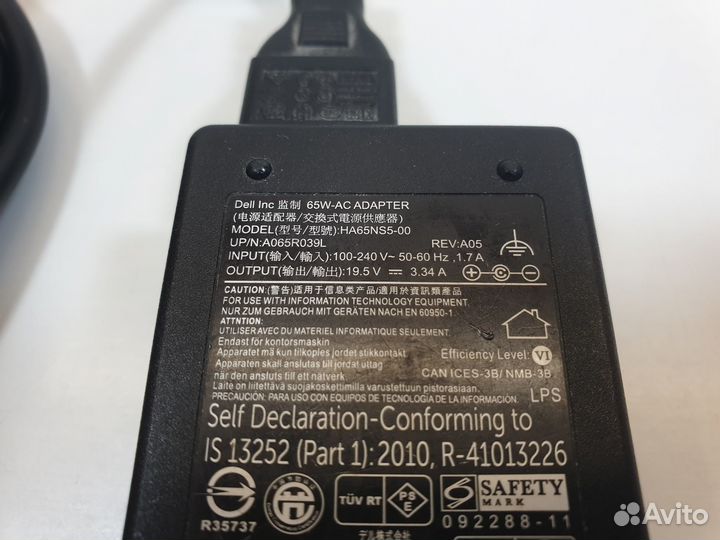 Dell Inc 监制 65W-AC ADAPTER
(电源适配器/交換式電源供應器)
MODEL(型号/型號):HA65NS5-00
UP/N:A065R039L REV:A05
INPUT(输入/輸入):100-240 V~ 50-60 Hz , 1.7 A
OUTPUT(输出/輸出):19.5 V ⎓ 3.34 A
CAUTION:(警告)适用于信息类产品/適用於資訊類產品
FOR USE WITH INFORMATION TECHNOLOGY EQUIPMENT.
NUR ZUM GEBRAUCH MIT GERÄTEN NACH EN 60950-1
ATTNTION:
UTILISER AVEC DU MATERIEL INFORMATIQUE SEULEMENT.
Endast för kontorsmaskin
Apparatet må kun tilkoples jordet stikkontakt.
Apparaten skall anslutas till jordat uttag
när den ansluts till ett nätverk.
Laite on liitettävä suojakoskettimilla varustettuun pistorasiaan.
PRECAUCIÓN: PARA USO CON EQUIPOS DE TECNOLOGÍA DE LA INFORMACIÓN.
Efficiency Level: VI
CAN ICES-3B/ NMB-3B
LPS
Self Declaration-Conforming to
IS 13252 (Part 1): 2010, R-41013226
R35737
TÜV RT
PS
E
S
SAFETY
MARK
092288-11
デル株式会社
Avito